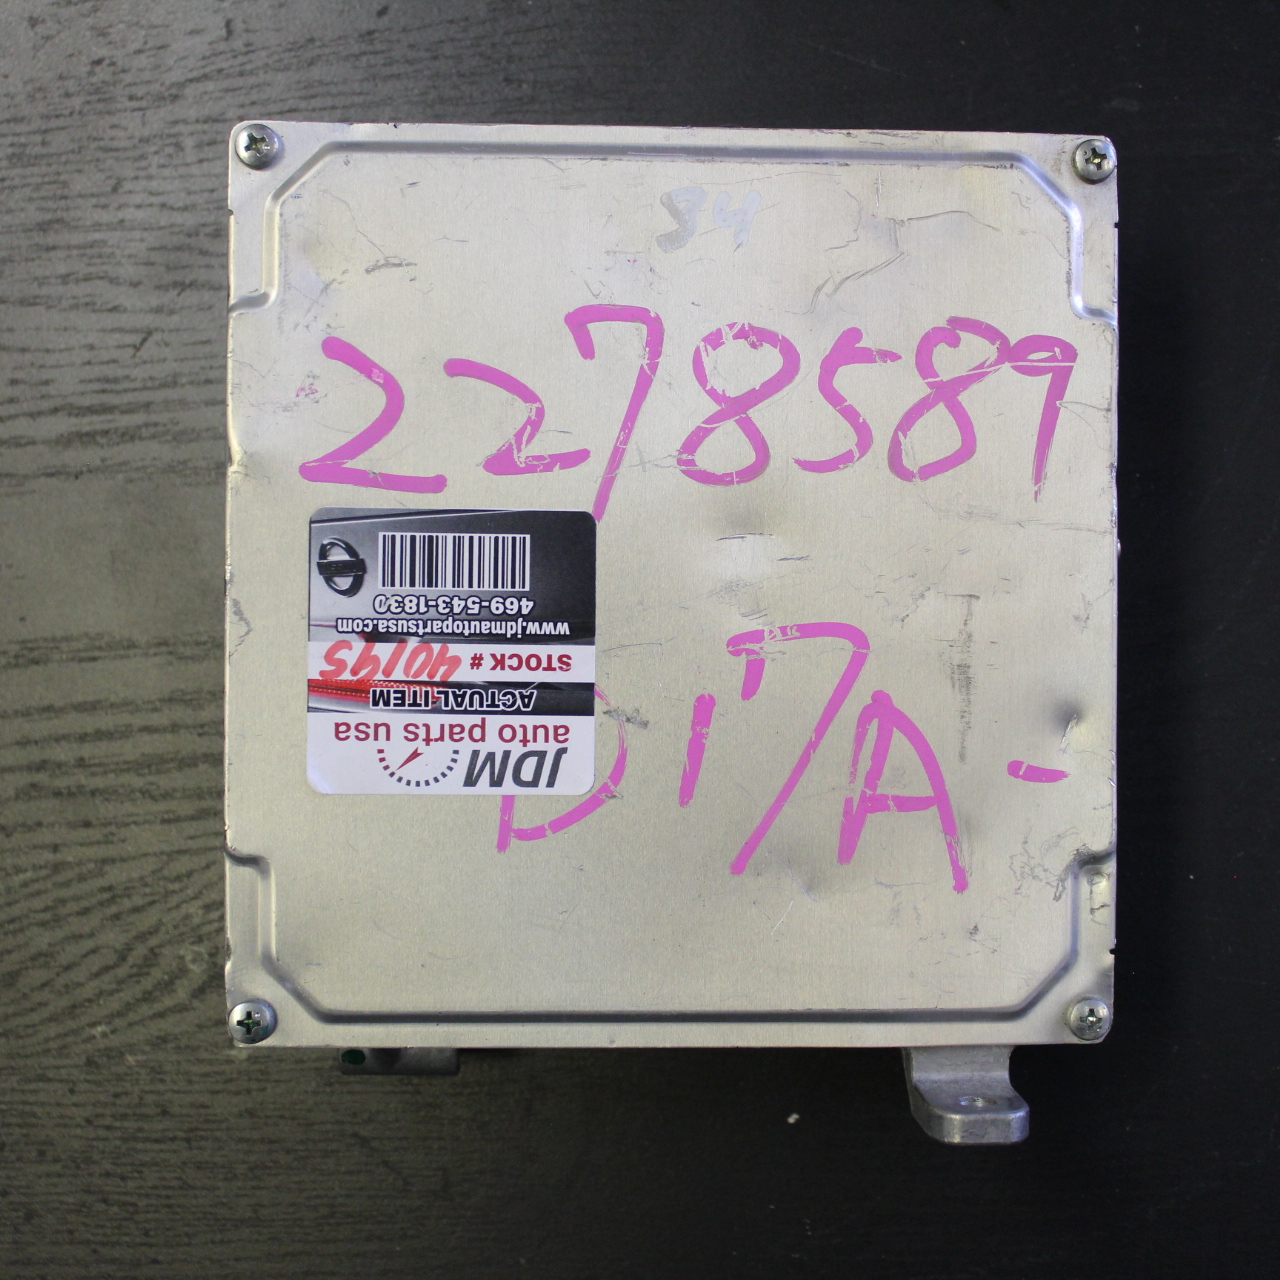 34
2278589
D17A-
JDM
auto parts usa
ACTUAL ITEM
STOCK # 40195
www.jdmautopartsusa.com
469-543-1830